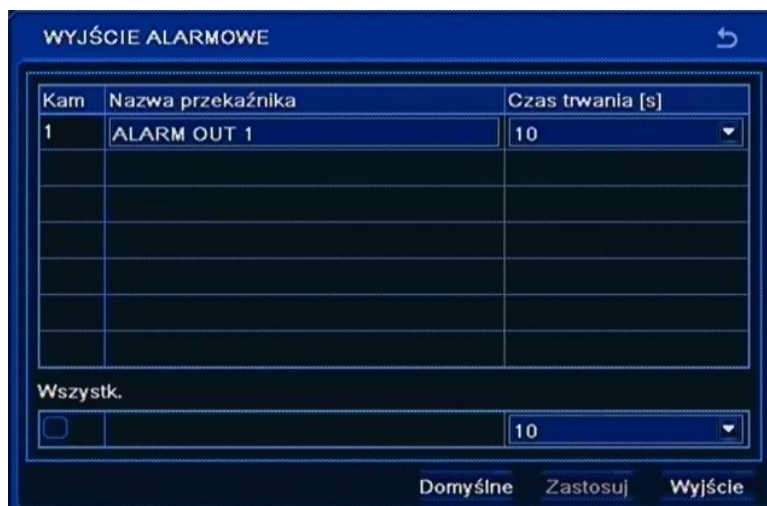 WYJŚCIE ALARMOWE
Kam Nazwa przekaźnika Czas trwania [s]
1 ALARM OUT 1 10
Wszystk.
10
Domyślne Zastosuj Wyjście